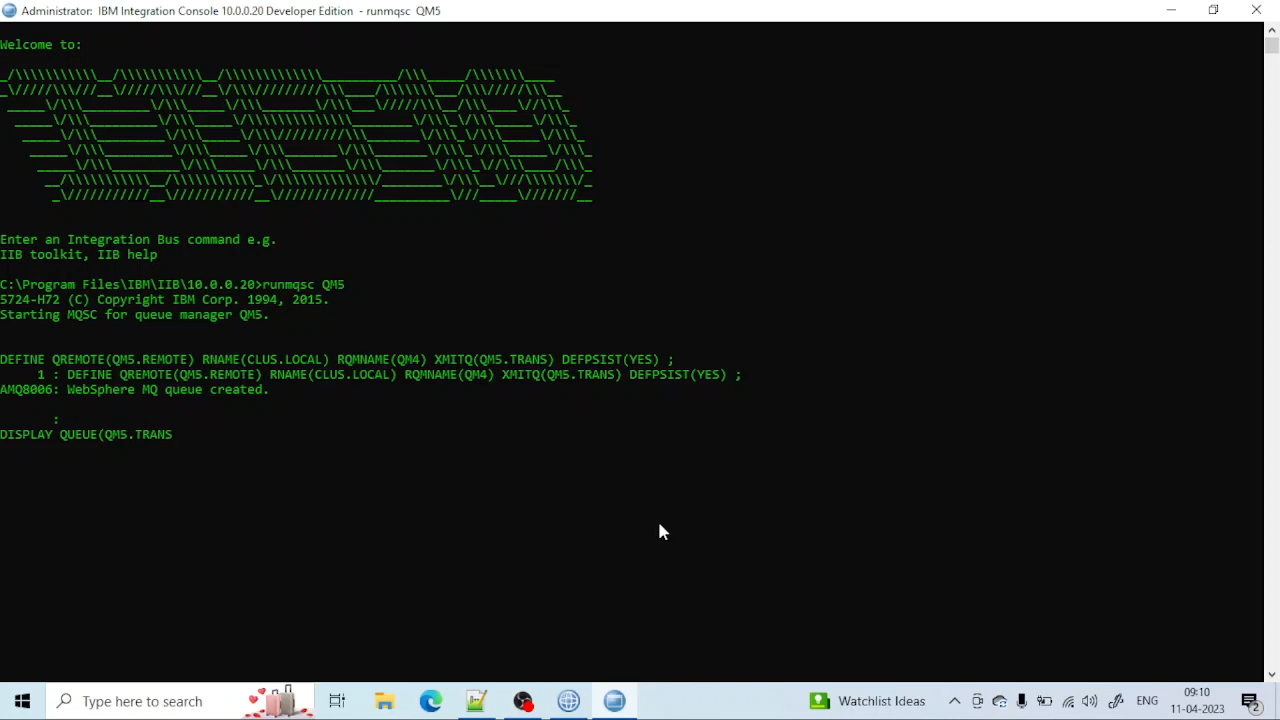 Administrator: IBM Integration Console 10.0.0.20 Developer Edition - runmqsc QM5
Welcome to:
Enter an Integration Bus command e.g.
IIB toolkit, IIB help
C:\Program Files\IBM\IIB\10.0.0.20>runmqsc QM5
5724-H72 (C) Copyright IBM Corp. 1994, 2015.
Starting MQSC for queue manager QM5.
DEFINE QREMOTE(QM5.REMOTE) RNAME(CLUS.LOCAL) RQMNAME(QM4) XMITQ(QM5.TRANS) DEFPSIST(YES) ;
1 : DEFINE QREMOTE(QM5.REMOTE) RNAME(CLUS.LOCAL) RQMNAME(QM4) XMITQ(QM5.TRANS) DEFPSIST(YES) ;
AMQ8006: WebSphere MQ queue created.
:
DISPLAY QUEUE(QM5.TRANS
Type here to search
Watchlist Ideas
ENG
09:10
11-04-2023
2